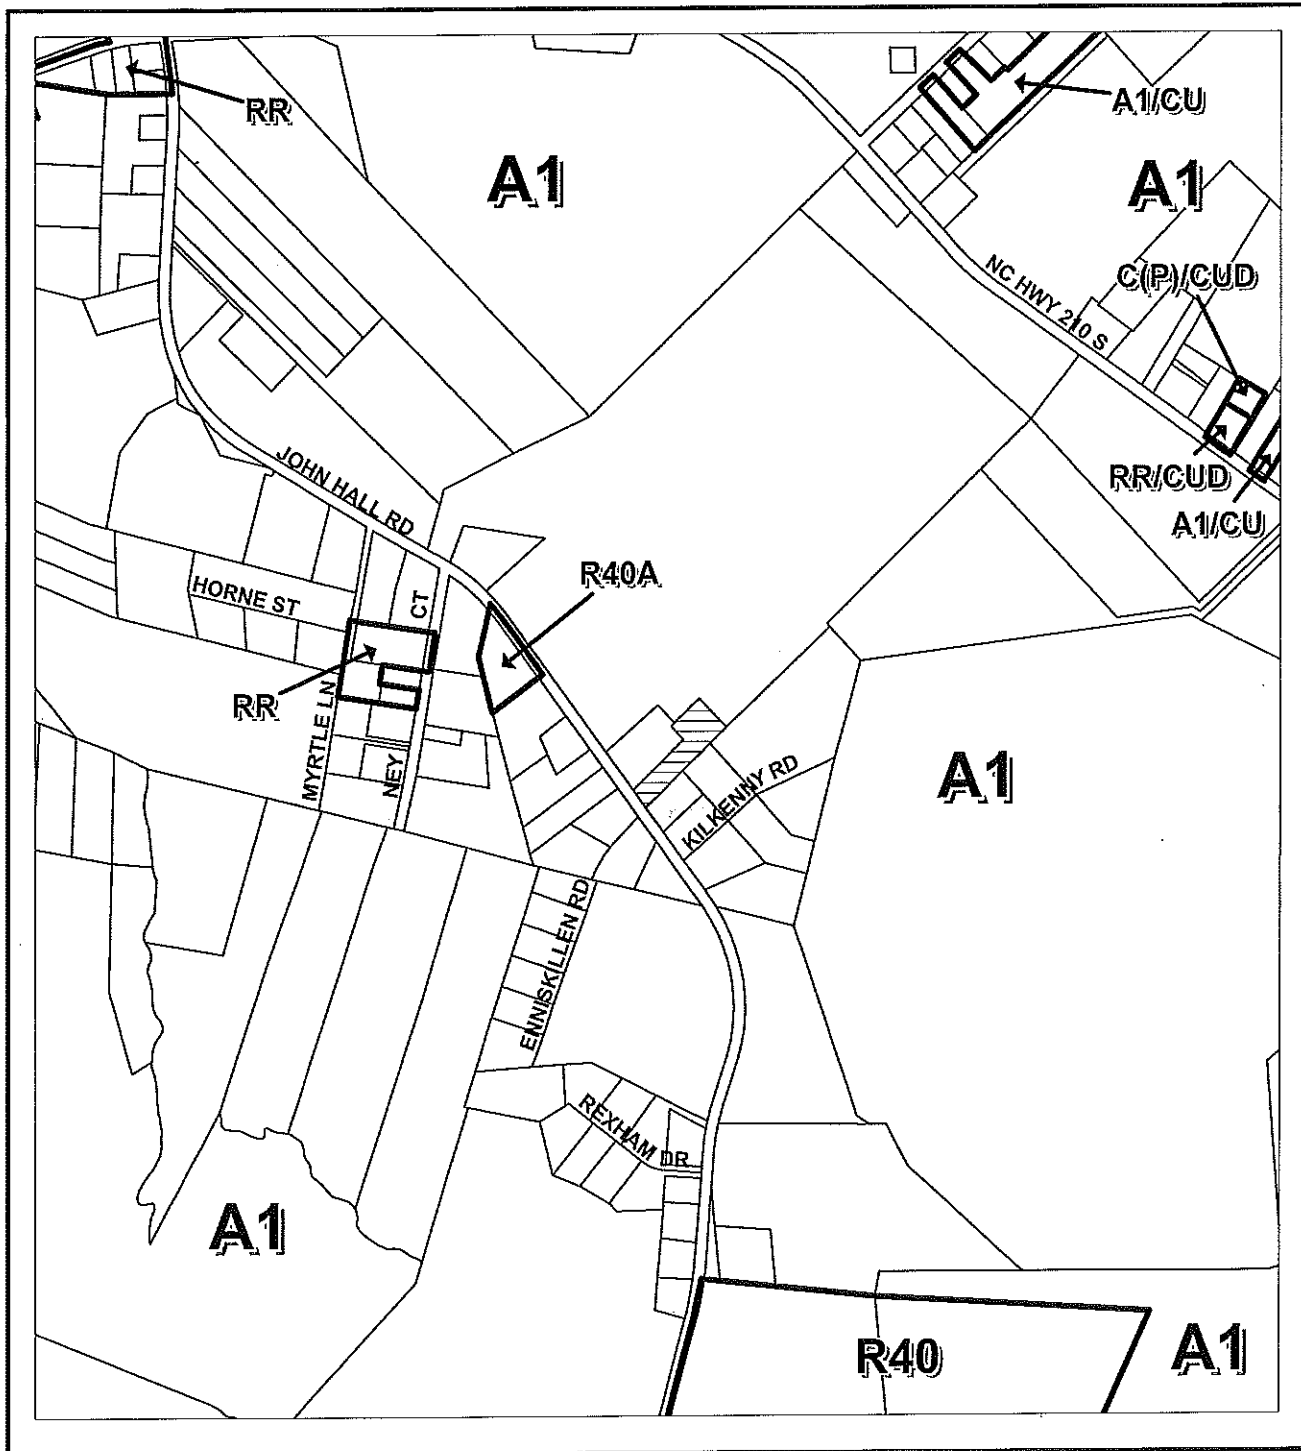 RR
A1/CU
A1
A1
NC HWY 210 S
C(P)/CUD
JOHN HALL RD
RR/CUD
A1/CU
R40A
HORNE ST
CT
RR
MYRTLE LN
NEY
KILKENNY RD
A1
ENNISKILLEN RD
REXHAM DR
A1
R40
A1